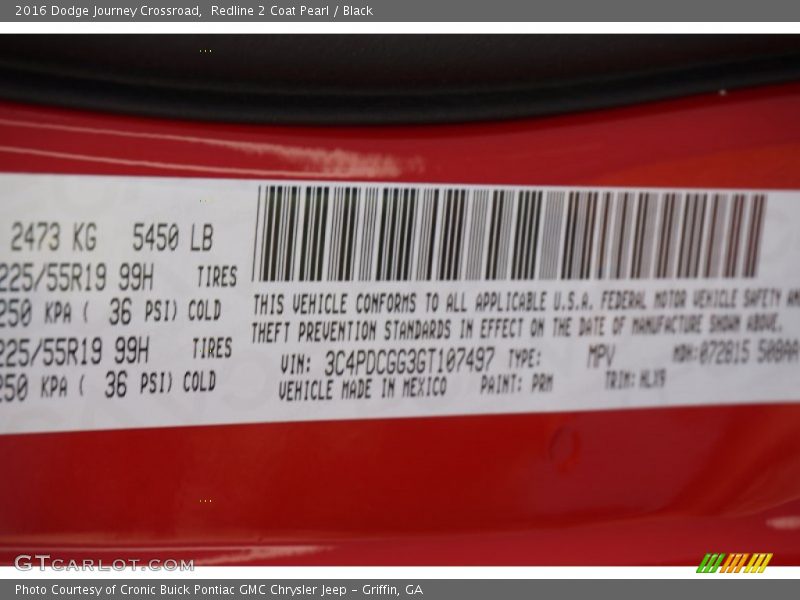 2016 Dodge Journey Crossroad, Redline 2 Coat Pearl / Black
2473 KG 5450 LB
225/55R19 99H TIRES
250 KPA ( 36 PSI) COLD
225/55R19 99H TIRES
250 KPA ( 36 PSI) COLD
THIS VEHICLE CONFORMS TO ALL APPLICABLE U.S.A. FEDERAL MOTOR VEHICLE SAFETY AN
THEFT PREVENTION STANDARDS IN EFFECT ON THE DATE OF MANUFACTURE SHOWN ABOVE.
VIN: 3C4PDCGG3GT107497 TYPE: MPV MDH:072815
VEHICLE MADE IN MEXICO PAINT: PRM TRIM: HLX9
GTCARLOT.COM
Photo Courtesy of Cronic Buick Pontiac GMC Chrysler Jeep - Griffin, GA